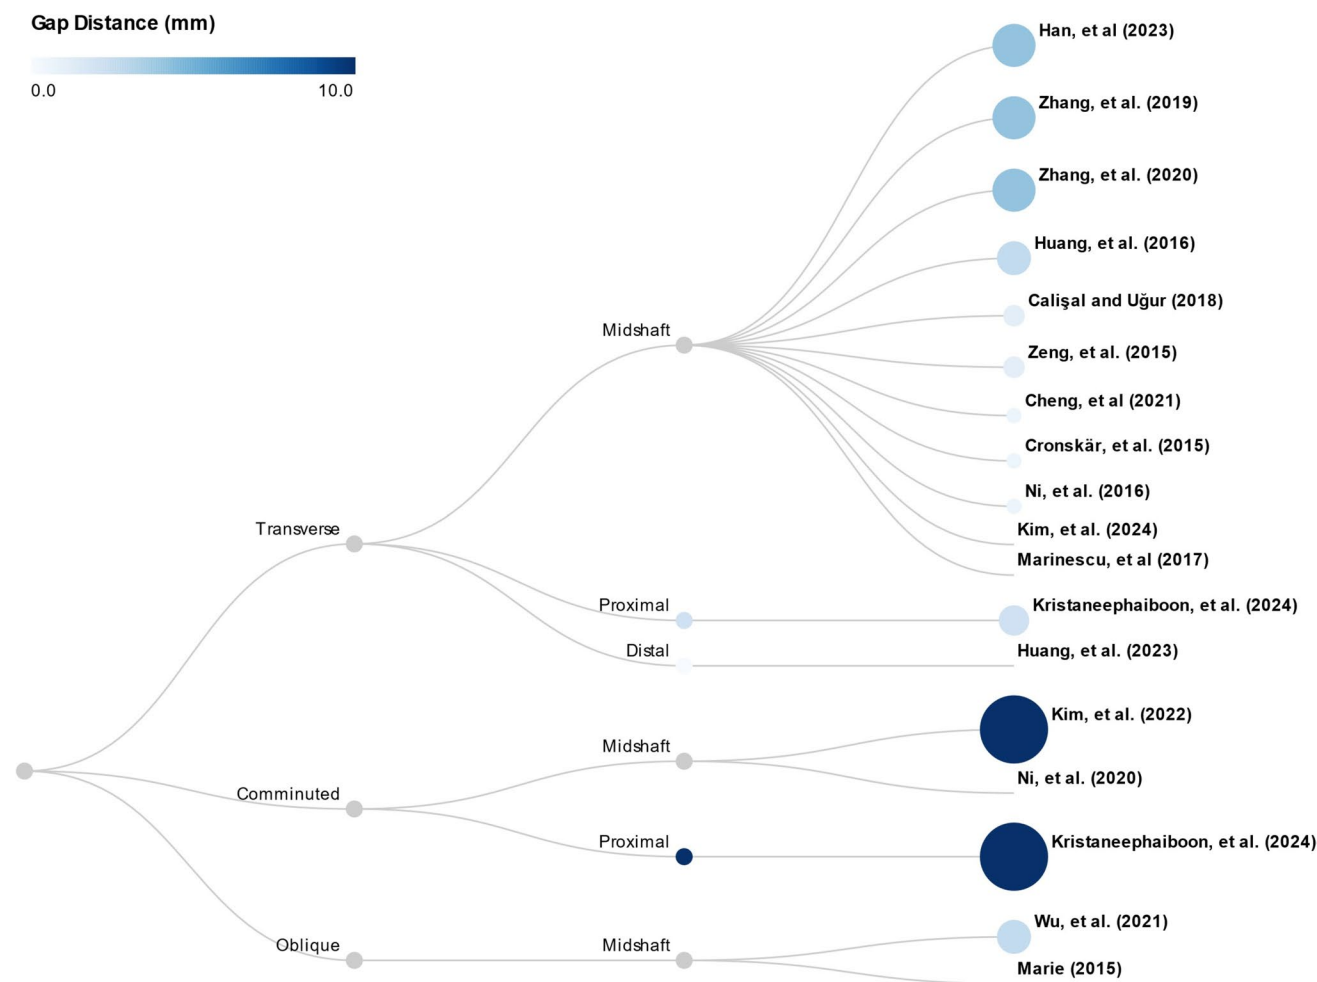 Gap Distance (mm)
0.0 10.0
Han, et al (2023)
Zhang, et al. (2019)
Zhang, et al. (2020)
Huang, et al. (2016)
Calişal and Uğur (2018)
Midshaft
Zeng, et al. (2015)
Cheng, et al (2021)
Cronskär, et al. (2015)
Ni, et al. (2016)
Transverse
Kim, et al. (2024)
Marinescu, et al (2017)
Proximal
Kristaneephaiboon, et al. (2024)
Distal
Huang, et al. (2023)
Kim, et al. (2022)
Midshaft
Ni, et al. (2020)
Comminuted
Proximal
Kristaneephaiboon, et al. (2024)
Wu, et al. (2021)
Oblique
Midshaft
Marie (2015)